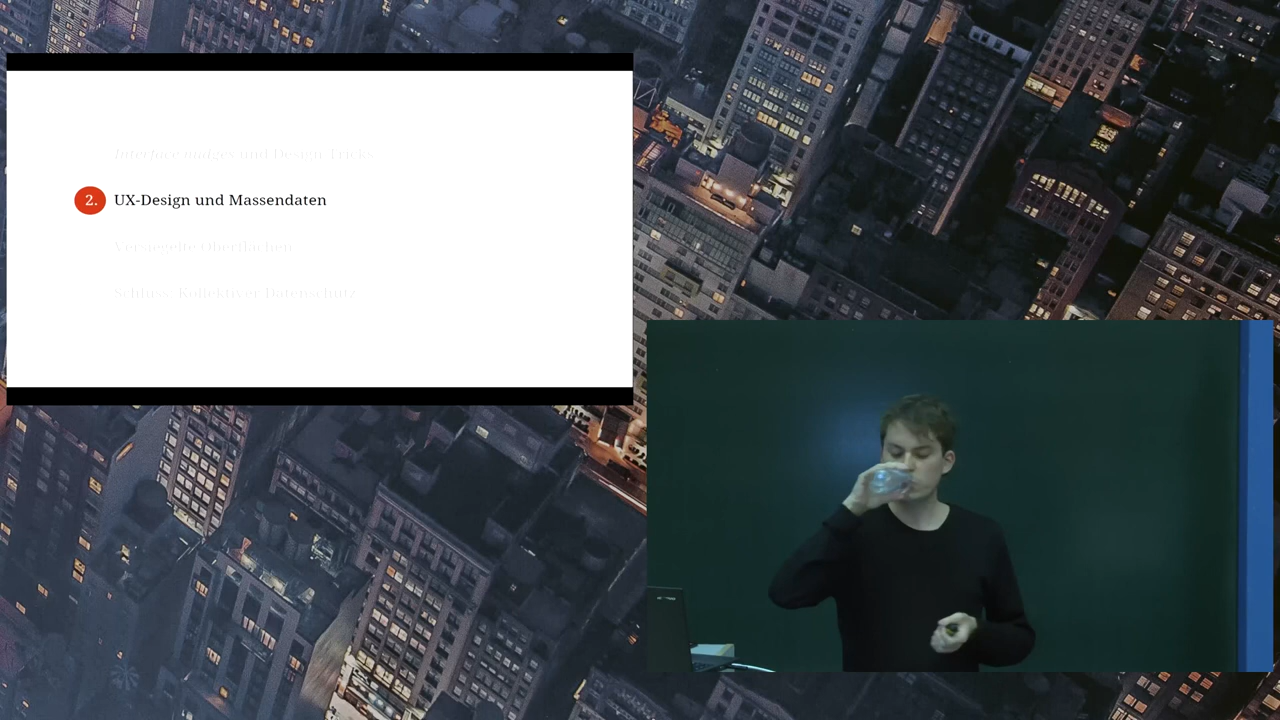 Interface nudges und Design-Tricks
2. UX-Design und Massendaten
Versiegelte Oberflächen
Schluss: Kollektiver Datenschutz